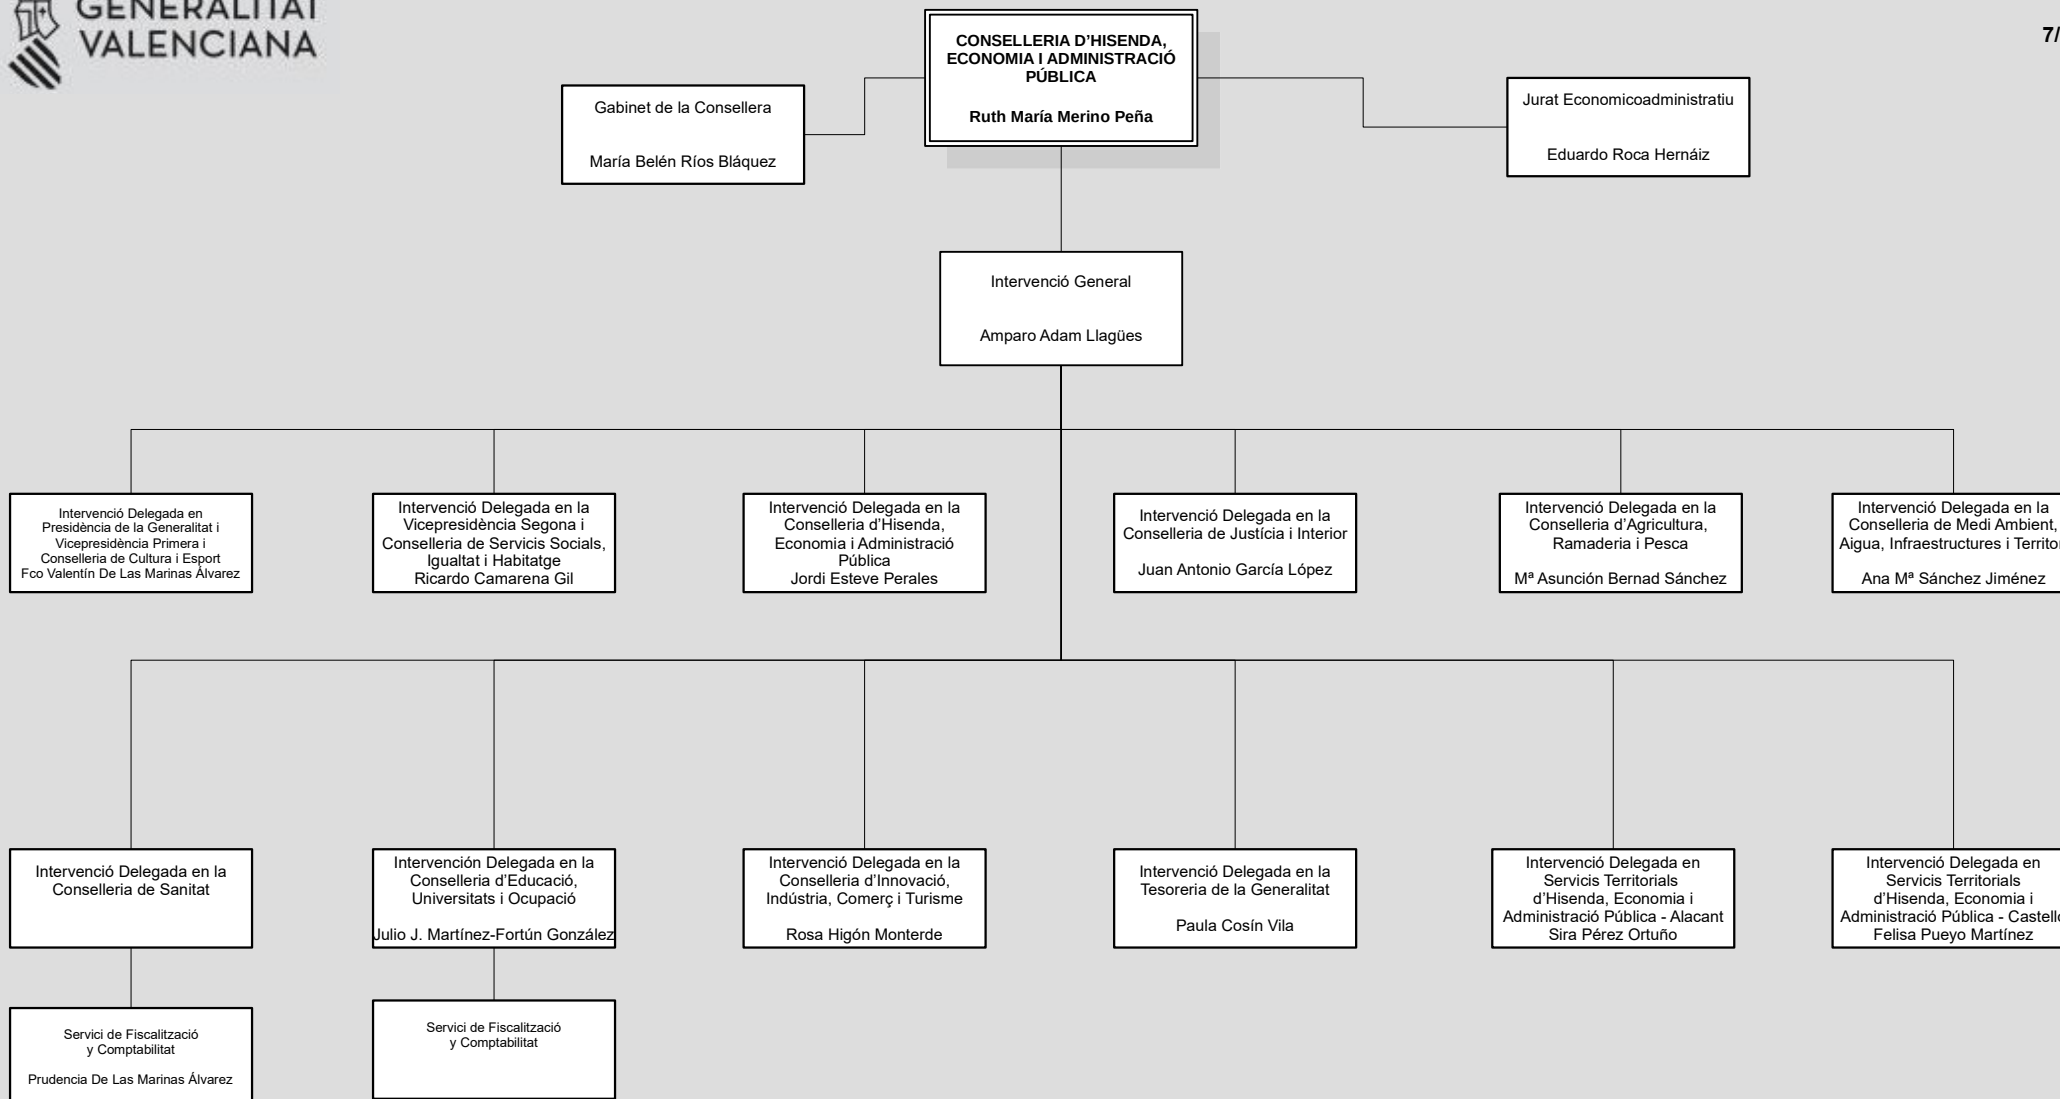 GENERALITAT
VALENCIANA
7/
CONSELLERIA D'HISENDA,
ECONOMIA I ADMINISTRACIÓ
PÚBLICA
Ruth María Merino Peña
Gabinet de la Consellera
María Belén Ríos Bláquez
Jurat Economicoadministratiu
Eduardo Roca Hernáiz
Intervenció General
Amparo Adam Llagües
Intervenció Delegada en
Presidència de la Generalitat i
Vicepresidència Primera i
Conselleria de Cultura i Esport
Fco Valentín De Las Marinas Álvarez
Intervenció Delegada en la
Vicepresidència Segona i
Conselleria de Servicis Socials,
Igualtat i Habitatge
Ricardo Camarena Gil
Intervenció Delegada en la
Conselleria d'Hisenda,
Economia i Administració
Pública
Jordi Esteve Perales
Intervenció Delegada en la
Conselleria de Justícia i Interior
Juan Antonio García López
Intervenció Delegada en la
Conselleria d'Agricultura,
Ramaderia i Pesca
Mª Asunción Bernad Sánchez
Intervenció Delegada en la
Conselleria de Medi Ambient,
Aigua, Infraestructures i Territor
Ana Mª Sánchez Jiménez
Intervenció Delegada en la
Conselleria de Sanitat
Intervención Delegada en la
Conselleria d'Educació,
Universitats i Ocupació
Julio J. Martínez-Fortún González
Intervenció Delegada en la
Conselleria d'Innovació,
Indústria, Comerç i Turisme
Rosa Higón Monterde
Intervenció Delegada en la
Tesoreria de la Generalitat
Paula Cosín Vila
Intervenció Delegada en
Servicis Territorials
d'Hisenda, Economia i
Administració Pública - Alacant
Sira Pérez Ortuño
Intervenció Delegada en
Servicis Territorials
d'Hisenda, Economia i
Administració Pública - Castelló
Felisa Pueyo Martínez
Servici de Fiscalització
y Comptabilitat
Prudencia De Las Marinas Álvarez
Servici de Fiscalització
y Comptabilitat